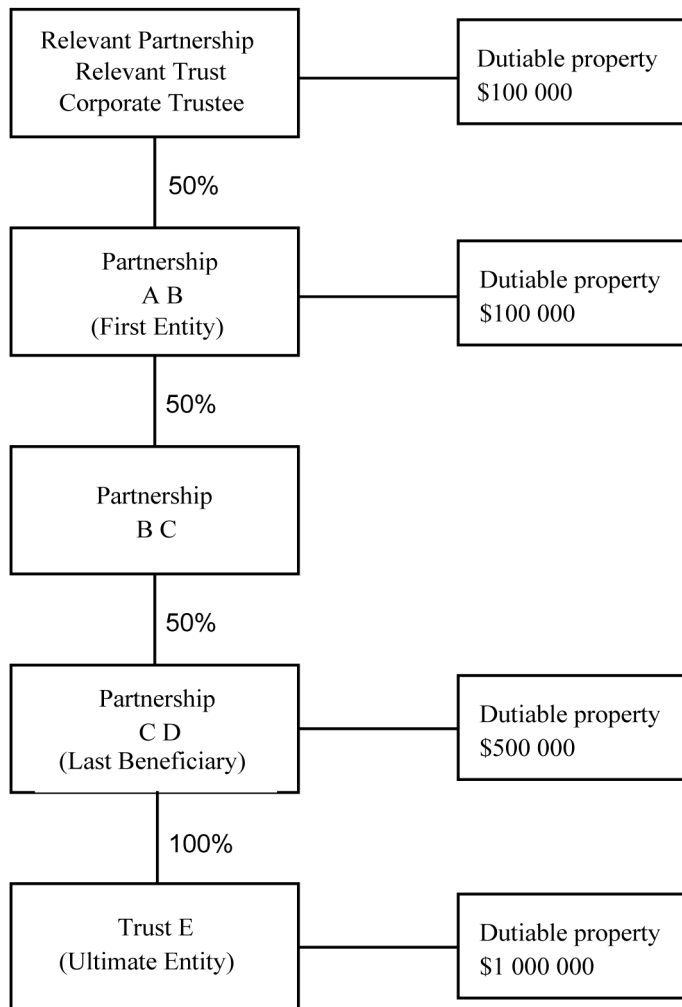 Relevant Partnership
Relevant Trust
Corporate Trustee
Dutiable property
$100 000
50%
Partnership
A B
(First Entity)
Dutiable property
$100 000
50%
Partnership
B C
50%
Partnership
C D
(Last Beneficiary)
Dutiable property
$500 000
100%
Trust E
(Ultimate Entity)
Dutiable property
$1 000 000